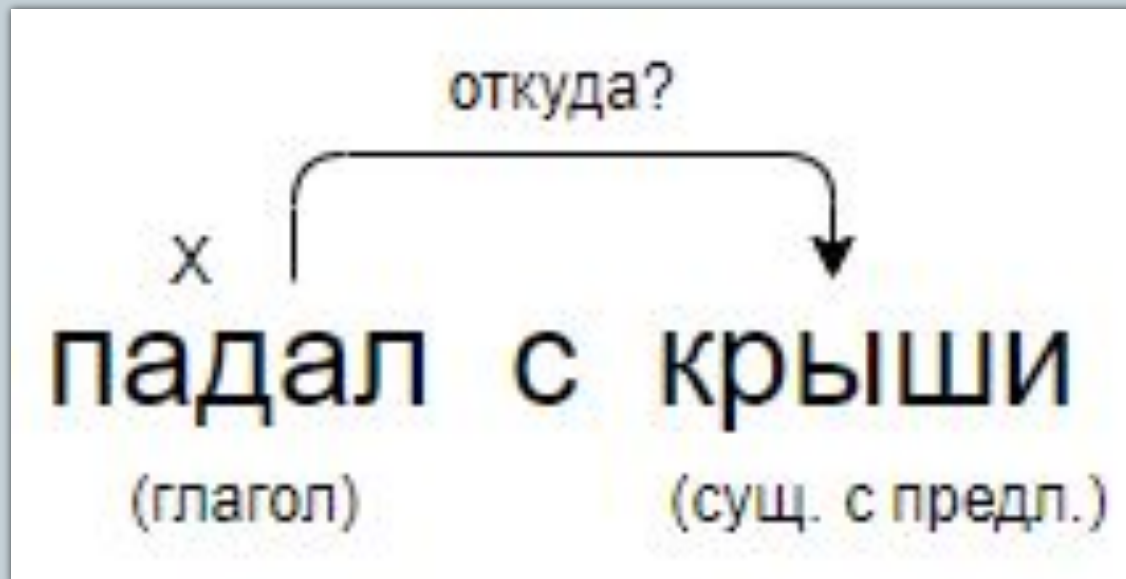 откуда?
х
падал с крыши
(глагол) (сущ. с предл.)